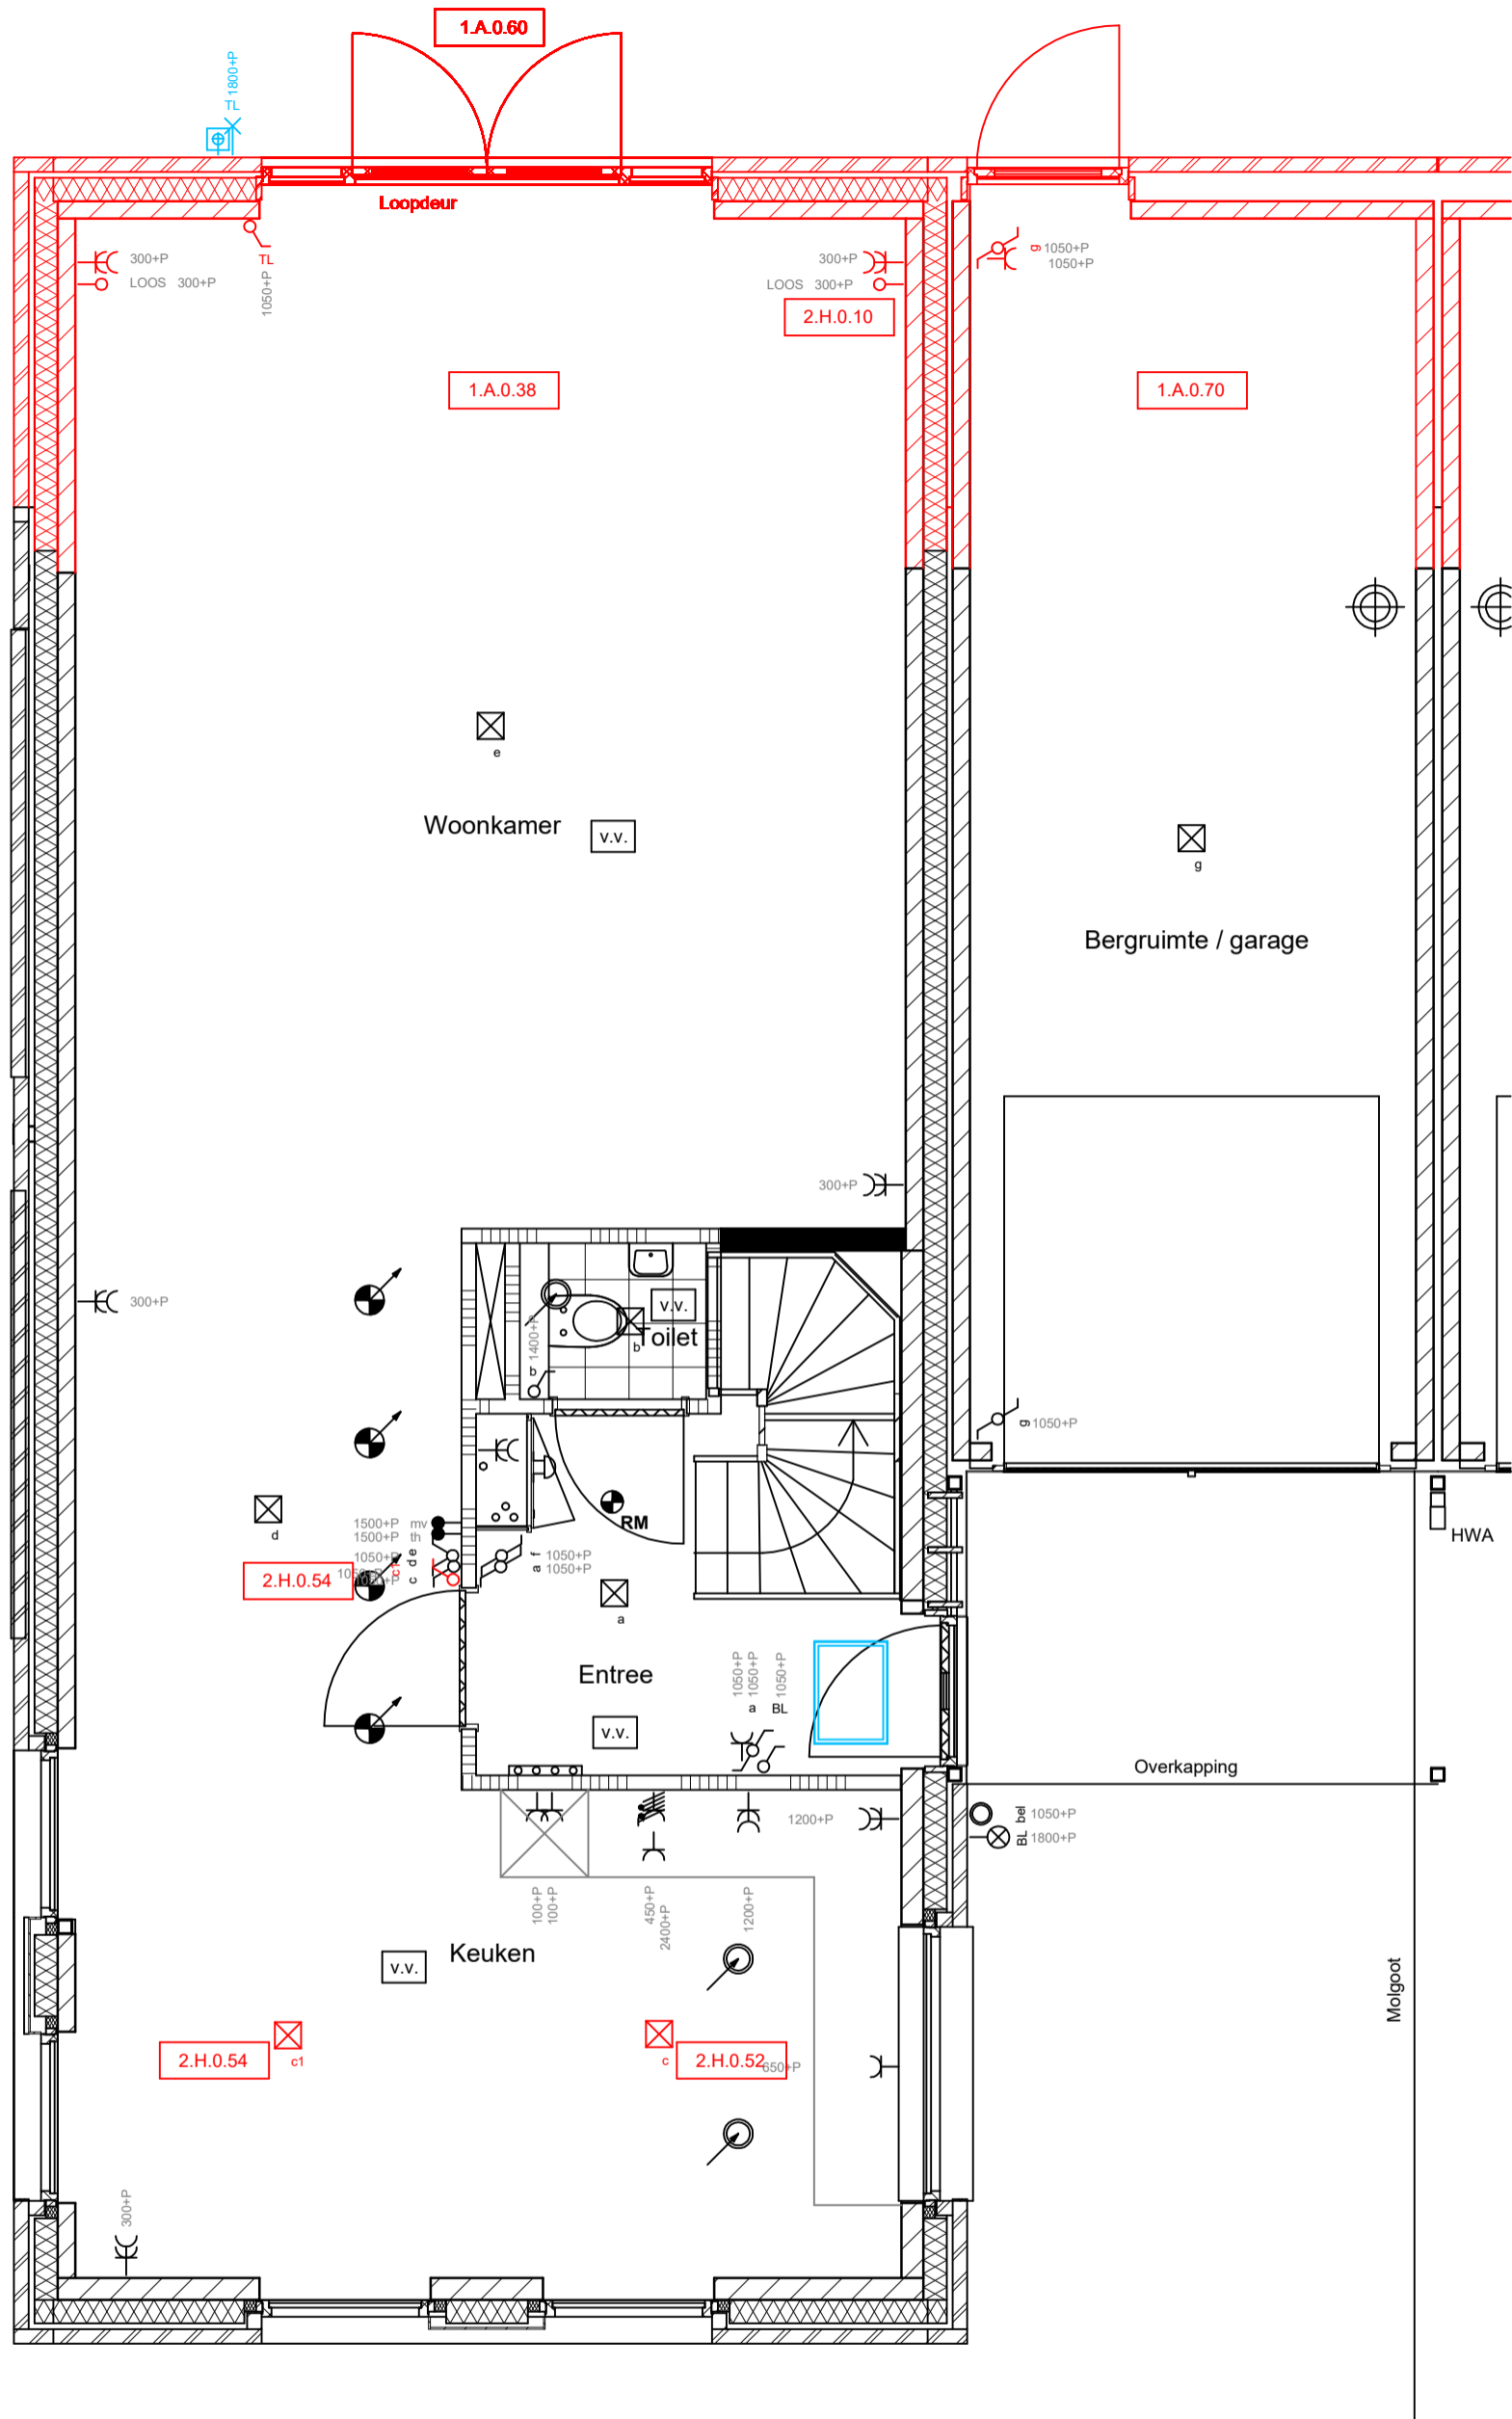 1.A.0.60
TL 1800+P
Loopdeur
300+P
LOOS 300+P
TL
1050+P
300+P
LOOS 300+P
2.H.0.10
g 1050+P
1050+P
1.A.0.38
1.A.0.70
e
Woonkamer
v.v.
g
Bergruimte / garage
300+P
300+P
v.v.
Toilet
b
b 1400+P
g 1050+P
d
RM
HWA
1500+P mv
1500+P th
1050+P
c d e
c1
a f
1050+P
1050+P
2.H.0.54
a
Entree
v.v.
1050+P
1050+P
a
1050+P
BL
Overkapping
1200+P
bel 1050+P
BL 1800+P
100+P
100+P
450+P
2400+P
1200+P
Keuken
v.v.
Molgoot
2.H.0.54
c1
c
2.H.0.52
650+P
300+P